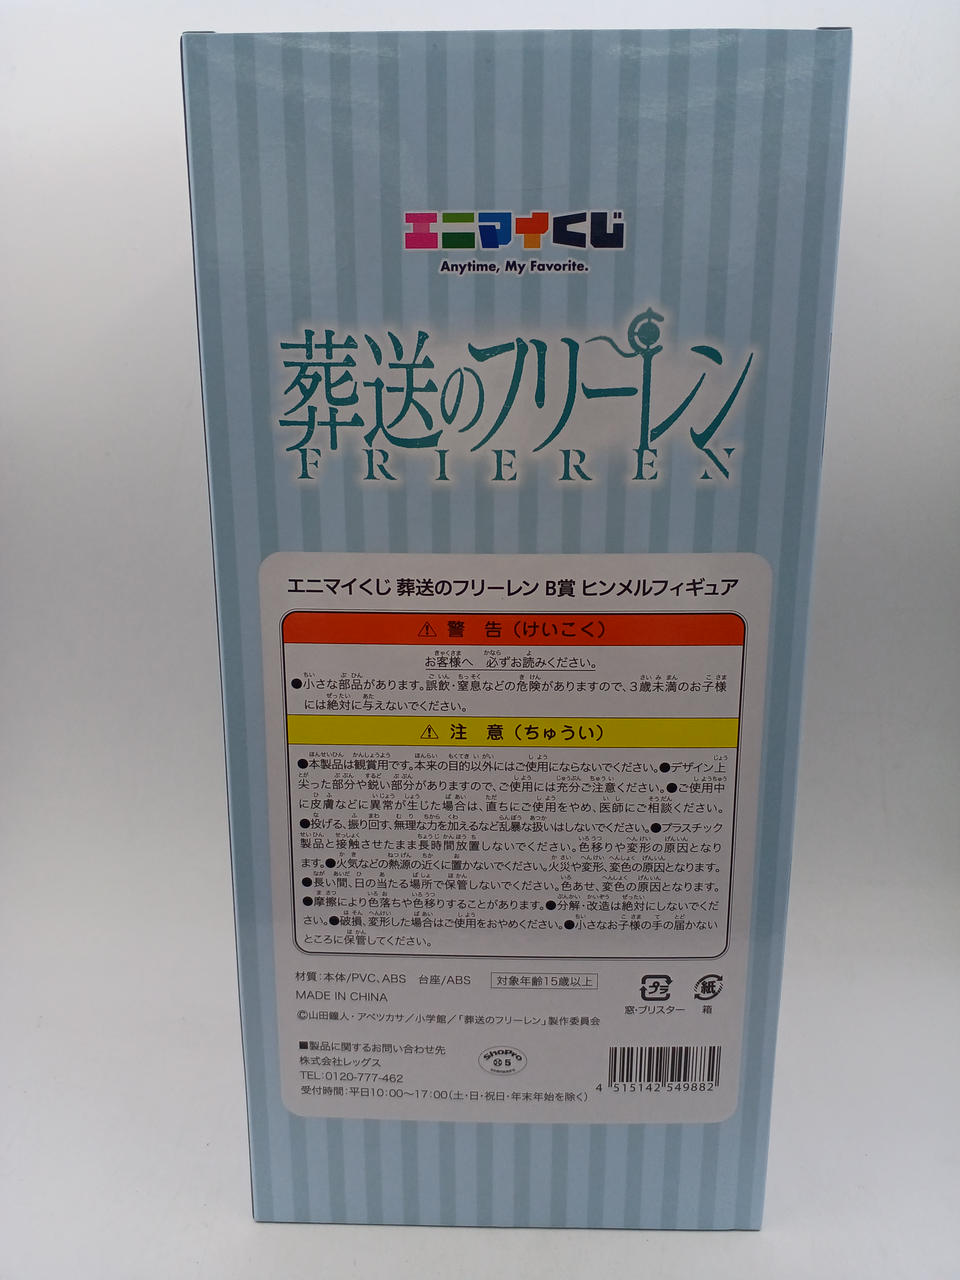 エニマイくじ
Anytime, My Favorite.
葬送のフリーレン
FRIEREN
エニマイくじ 葬送のフリーレン B賞 ヒンメルフィギュア
⚠ 警 告（けいこく）
お客様へ 必ずお読みください。
●小さな部品があります。誤飲・窒息などの危険がありますので、3歳未満のお子様
には絶対に与えないでください。
⚠ 注 意（ちゅうい）
●本製品は観賞用です。本来の目的以外にはご使用にならないでください。●デザイン上
尖った部分や鋭い部分がありますので、ご使用には充分ご注意ください。●ご使用中
に皮膚などに異常が生じた場合は、直ちにご使用をやめ、医師にご相談ください。
●投げる、振り回す、無理な力を加えるなど乱暴な扱いはしないでください。●プラスチック
製品と接触させたまま長時間放置しないでください。色移りや変形の原因となり
ます。●火気などの熱源の近くに置かないでください。火災や変形、変色の原因となります。
●長い間、日の当たる場所で保管しないでください。色あせ、変色の原因となります。
●摩擦により色落ちや色移りすることがあります。●分解・改造は絶対にしないでくだ
さい。●破損、変形した場合はご使用をおやめください。●小さなお子様の手の届かない
ところに保管してください。
材質：本体/PVC、ABS 台座/ABS 対象年齢15歳以上
MADE IN CHINA
プラ 紙
窓・ブリスター 箱
©山田鐘人・アベツカサ／小学館／「葬送のフリーレン」製作委員会
■製品に関するお問い合わせ先
株式会社レッグス
TEL：0120-777-462
受付時間：平日10：00～17：00（土・日・祝日・年末年始を除く）
ShoPro
5
4 515142 549882